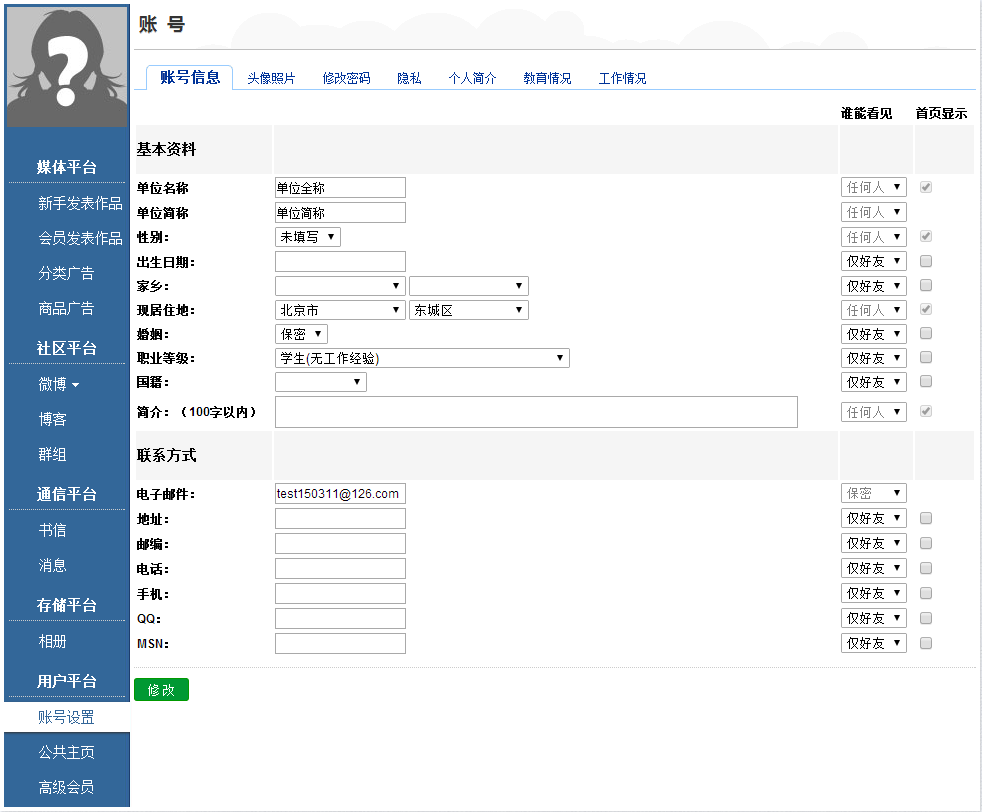 账 号
账号信息 头像照片 修改密码 隐私 个人简介 教育情况 工作情况
谁能看见 首页显示
基本资料
单位名称 单位全称 任何人
单位简称 单位简称 任何人
性别： 未填写 任何人
出生日期： 仅好友
家乡： 仅好友
现居住地： 北京市 东城区 任何人
婚姻： 保密 仅好友
职业等级： 学生(无工作经验) 仅好友
国籍： 仅好友
简介：（100字以内） 任何人
联系方式
电子邮件： test150311@126.com 保密
地址： 仅好友
邮编： 仅好友
电话： 仅好友
手机： 仅好友
QQ： 仅好友
MSN： 仅好友
修改
媒体平台
新手发表作品
会员发表作品
分类广告
商品广告
社区平台
微博
博客
群组
通信平台
书信
消息
存储平台
相册
用户平台
账号设置
公共主页
高级会员